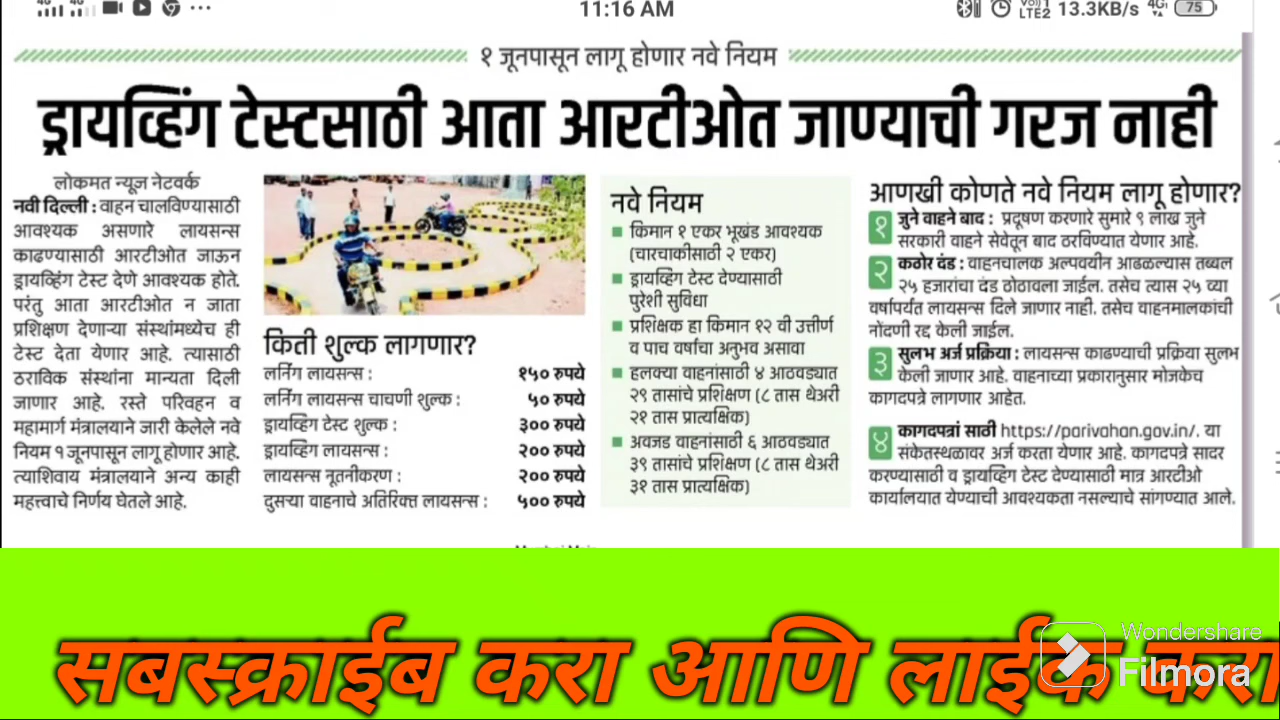 11:16 AM
VoLTE2 13.3KB/s 4G 75
१ जूनपासून लागू होणार नवे नियम
ड्रायव्हिंग टेस्टसाठी आता आरटीओत जाण्याची गरज नाही
लोकमत न्यूज नेटवर्क
नवी दिल्ली : वाहन चालविण्यासाठी
आवश्यक असणारे लायसन्स
काढण्यासाठी आरटीओत जाऊन
ड्रायव्हिंग टेस्ट देणे आवश्यक होते.
परंतु आता आरटीओत न जाता
प्रशिक्षण देणाऱ्या संस्थांमध्येच ही
टेस्ट देता येणार आहे. त्यासाठी
ठराविक संस्थांना मान्यता दिली
जाणार आहे. रस्ते परिवहन व
महामार्ग मंत्रालयाने जारी केलेले नवे
नियम १ जूनपासून लागू होणार आहे.
त्याशिवाय मंत्रालयाने अन्य काही
महत्त्वाचे निर्णय घेतले आहे.
किती शुल्क लागणार?
लर्निंग लायसन्स : १५० रुपये
लर्निंग लायसन्स चाचणी शुल्क : ५० रुपये
ड्रायव्हिंग टेस्ट शुल्क : ३०० रुपये
ड्रायव्हिंग लायसन्स : २०० रुपये
लायसन्स नूतनीकरण : २०० रुपये
दुसऱ्या वाहनाचे अतिरिक्त लायसन्स : ५०० रुपये
नवे नियम
किमान १ एकर भूखंड आवश्यक
(चारचाकीसाठी २ एकर)
ड्रायव्हिंग टेस्ट देण्यासाठी
पुरेशी सुविधा
प्रशिक्षक हा किमान १२ वी उत्तीर्ण
व पाच वर्षांचा अनुभव असावा
हलक्या वाहनांसाठी ४ आठवड्यात
२९ तासांचे प्रशिक्षण (८ तास थेअरी
२१ तास प्रात्यक्षिक)
अवजड वाहनांसाठी ६ आठवड्यात
३९ तासांचे प्रशिक्षण (८ तास थेअरी
३१ तास प्रात्यक्षिक)
आणखी कोणते नवे नियम लागू होणार?
१ जुने वाहने बाद : प्रदूषण करणारे सुमारे ९ लाख जुने
सरकारी वाहने सेवेतून बाद ठरविण्यात येणार आहे.
२ कठोर दंड : वाहनचालक अल्पवयीन आढळल्यास तब्बल
२५ हजारांचा दंड ठोठावला जाईल. तसेच त्यास २५ व्या
वर्षापर्यंत लायसन्स दिले जाणार नाही. तसेच वाहनमालकांची
नोंदणी रद्द केली जाईल.
३ सुलभ अर्ज प्रक्रिया : लायसन्स काढण्याची प्रक्रिया सुलभ
केली जाणार आहे. वाहनाच्या प्रकारानुसार मोजकेच
कागदपत्रे लागणार आहेत.
४ कागदपत्रां साठी https://parivahan.gov.in/. या
संकेतस्थळावर अर्ज करता येणार आहे. कागदपत्रे सादर
करण्यासाठी व ड्रायव्हिंग टेस्ट देण्यासाठी मात्र आरटीओ
कार्यालयात येण्याची आवश्यकता नसल्याचे सांगण्यात आले.
सबस्क्राईब करा आणि लाईक करा
Wondershare
Filmora